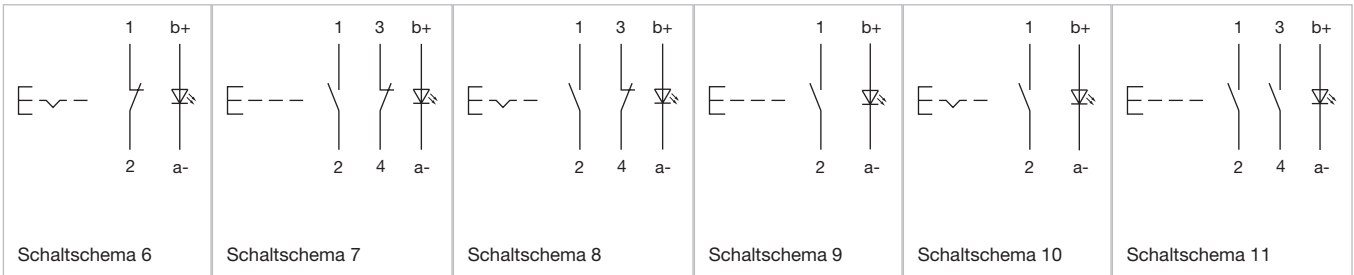 1 b+
2 a-
Schaltschema 6
1 3 b+
2 4 a-
Schaltschema 7
1 3 b+
2 4 a-
Schaltschema 8
1 b+
2 a-
Schaltschema 9
1 b+
2 a-
Schaltschema 10
1 3 b+
2 4 a-
Schaltschema 11